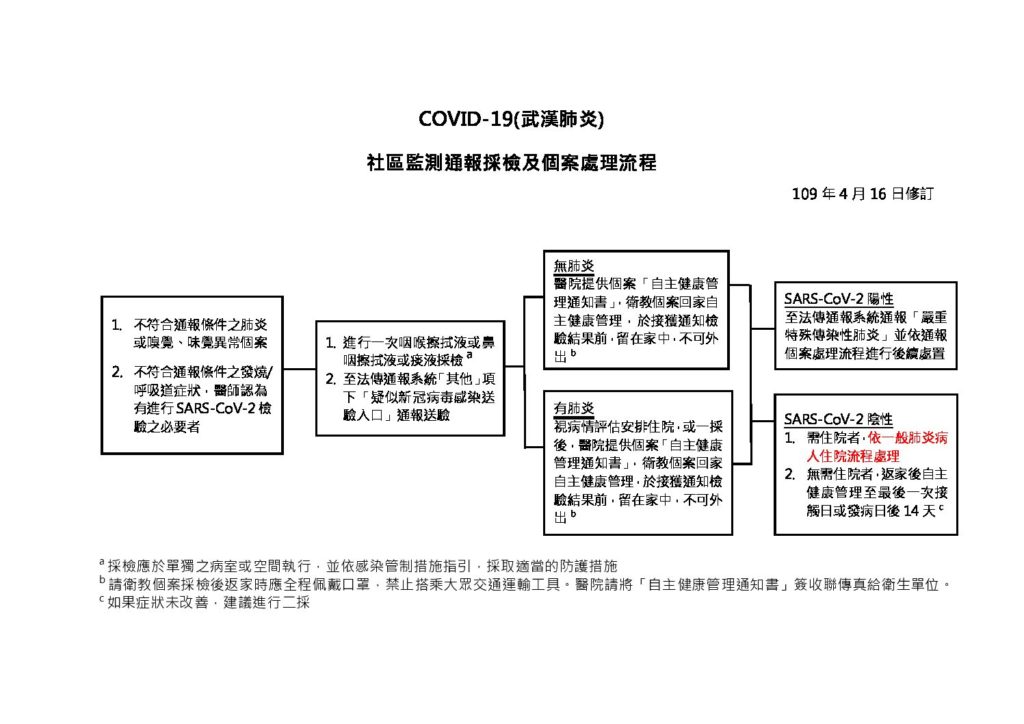 COVID-19(武漢肺炎)
社區監測通報採檢及個案處理流程
109 年 4 月 16 日修訂
1. 不符合通報條件之肺炎
或嗅覺、味覺異常個案
2. 不符合通報條件之發燒/
呼吸道症狀，醫師認為
有進行 SARS-CoV-2 檢
驗之必要者
1. 進行一次咽喉擦拭液或鼻
咽擦拭液或痰液採檢 a
2. 至法傳通報系統「其他」項
下「疑似新冠病毒感染送
驗入口」通報送驗
無肺炎
醫院提供個案「自主健康管
理通知書」，衛教個案回家自
主健康管理，於接獲通知檢
驗結果前，留在家中，不可外
出 b
有肺炎
視病情評估安排住院，或一採
後，醫院提供個案「自主健康
管理通知書」，衛教個案回家
自主健康管理，於接獲通知檢
驗結果前，留在家中，不可外
出 b
SARS-CoV-2 陽性
至法傳通報系統通報「嚴重
特殊傳染性肺炎」並依通報
個案處理流程進行後續處置
SARS-CoV-2 陰性
1. 需住院者，依一般肺炎病
人住院流程處理
2. 無需住院者，返家後自主
健康管理至最後一次接
觸日或發病日後 14 天 c
a 採檢應於單獨之病室或空間執行，並依感染管制措施指引，採取適當的防護措施
b 請衛教個案採檢後返家時應全程佩戴口罩，禁止搭乘大眾交通運輸工具。醫院請將「自主健康管理通知書」簽收聯傳真給衛生單位。
c 如果症狀未改善，建議進行二採